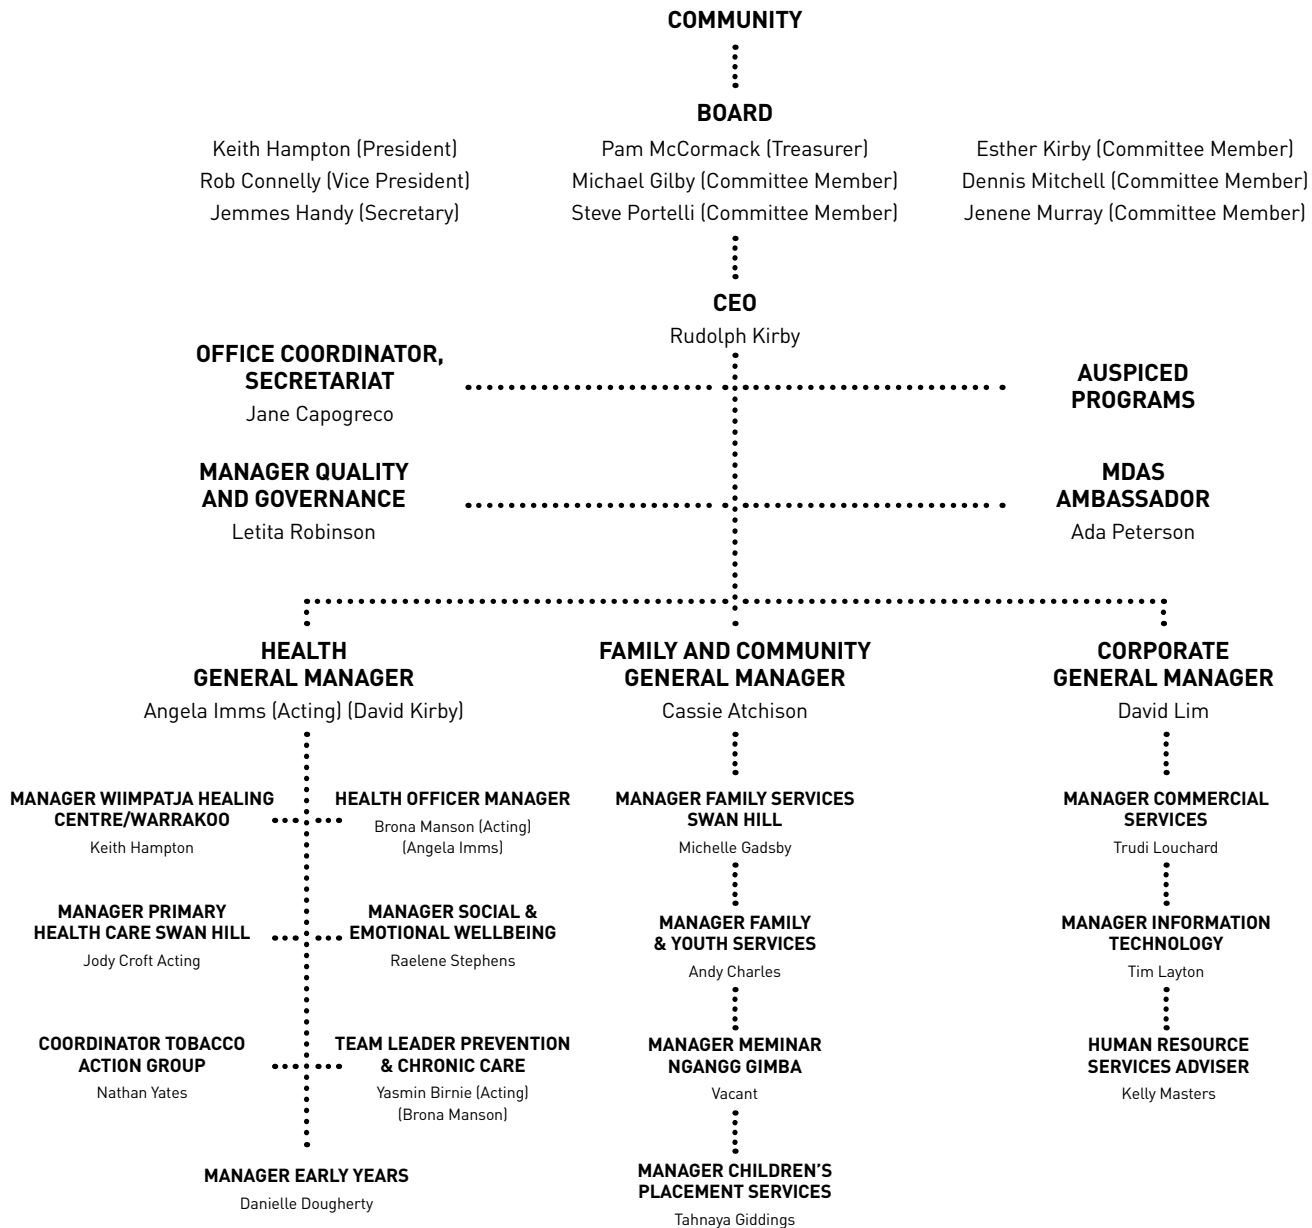 COMMUNITY
BOARD
Keith Hampton (President)
Rob Connelly (Vice President)
Jemmes Handy (Secretary)
Pam McCormack (Treasurer)
Michael Gilby (Committee Member)
Steve Portelli (Committee Member)
Esther Kirby (Committee Member)
Dennis Mitchell (Committee Member)
Jenene Murray (Committee Member)
CEO
Rudolph Kirby
OFFICE COORDINATOR,
SECRETARIAT
Jane Capogreco
AUSPICED
PROGRAMS
MANAGER QUALITY
AND GOVERNANCE
Letita Robinson
MDAS
AMBASSADOR
Ada Peterson
HEALTH
GENERAL MANAGER
Angela Imms (Acting) (David Kirby)
FAMILY AND COMMUNITY
GENERAL MANAGER
Cassie Atchison
CORPORATE
GENERAL MANAGER
David Lim
MANAGER WIIMPATJA HEALING
CENTRE/WARRAKOO
Keith Hampton
HEALTH OFFICER MANAGER
Brona Manson (Acting)
(Angela Imms)
MANAGER PRIMARY
HEALTH CARE SWAN HILL
Jody Croft Acting
MANAGER SOCIAL &
EMOTIONAL WELLBEING
Raelene Stephens
COORDINATOR TOBACCO
ACTION GROUP
Nathan Yates
TEAM LEADER PREVENTION
& CHRONIC CARE
Yasmin Birnie (Acting)
(Brona Manson)
MANAGER EARLY YEARS
Danielle Dougherty
MANAGER FAMILY SERVICES
SWAN HILL
Michelle Gadsby
MANAGER FAMILY
& YOUTH SERVICES
Andy Charles
MANAGER MEMINAR
NGANGG GIMBA
Vacant
MANAGER CHILDREN'S
PLACEMENT SERVICES
Tahnaya Giddings
MANAGER COMMERCIAL
SERVICES
Trudi Louchard
MANAGER INFORMATION
TECHNOLOGY
Tim Layton
HUMAN RESOURCE
SERVICES ADVISER
Kelly Masters